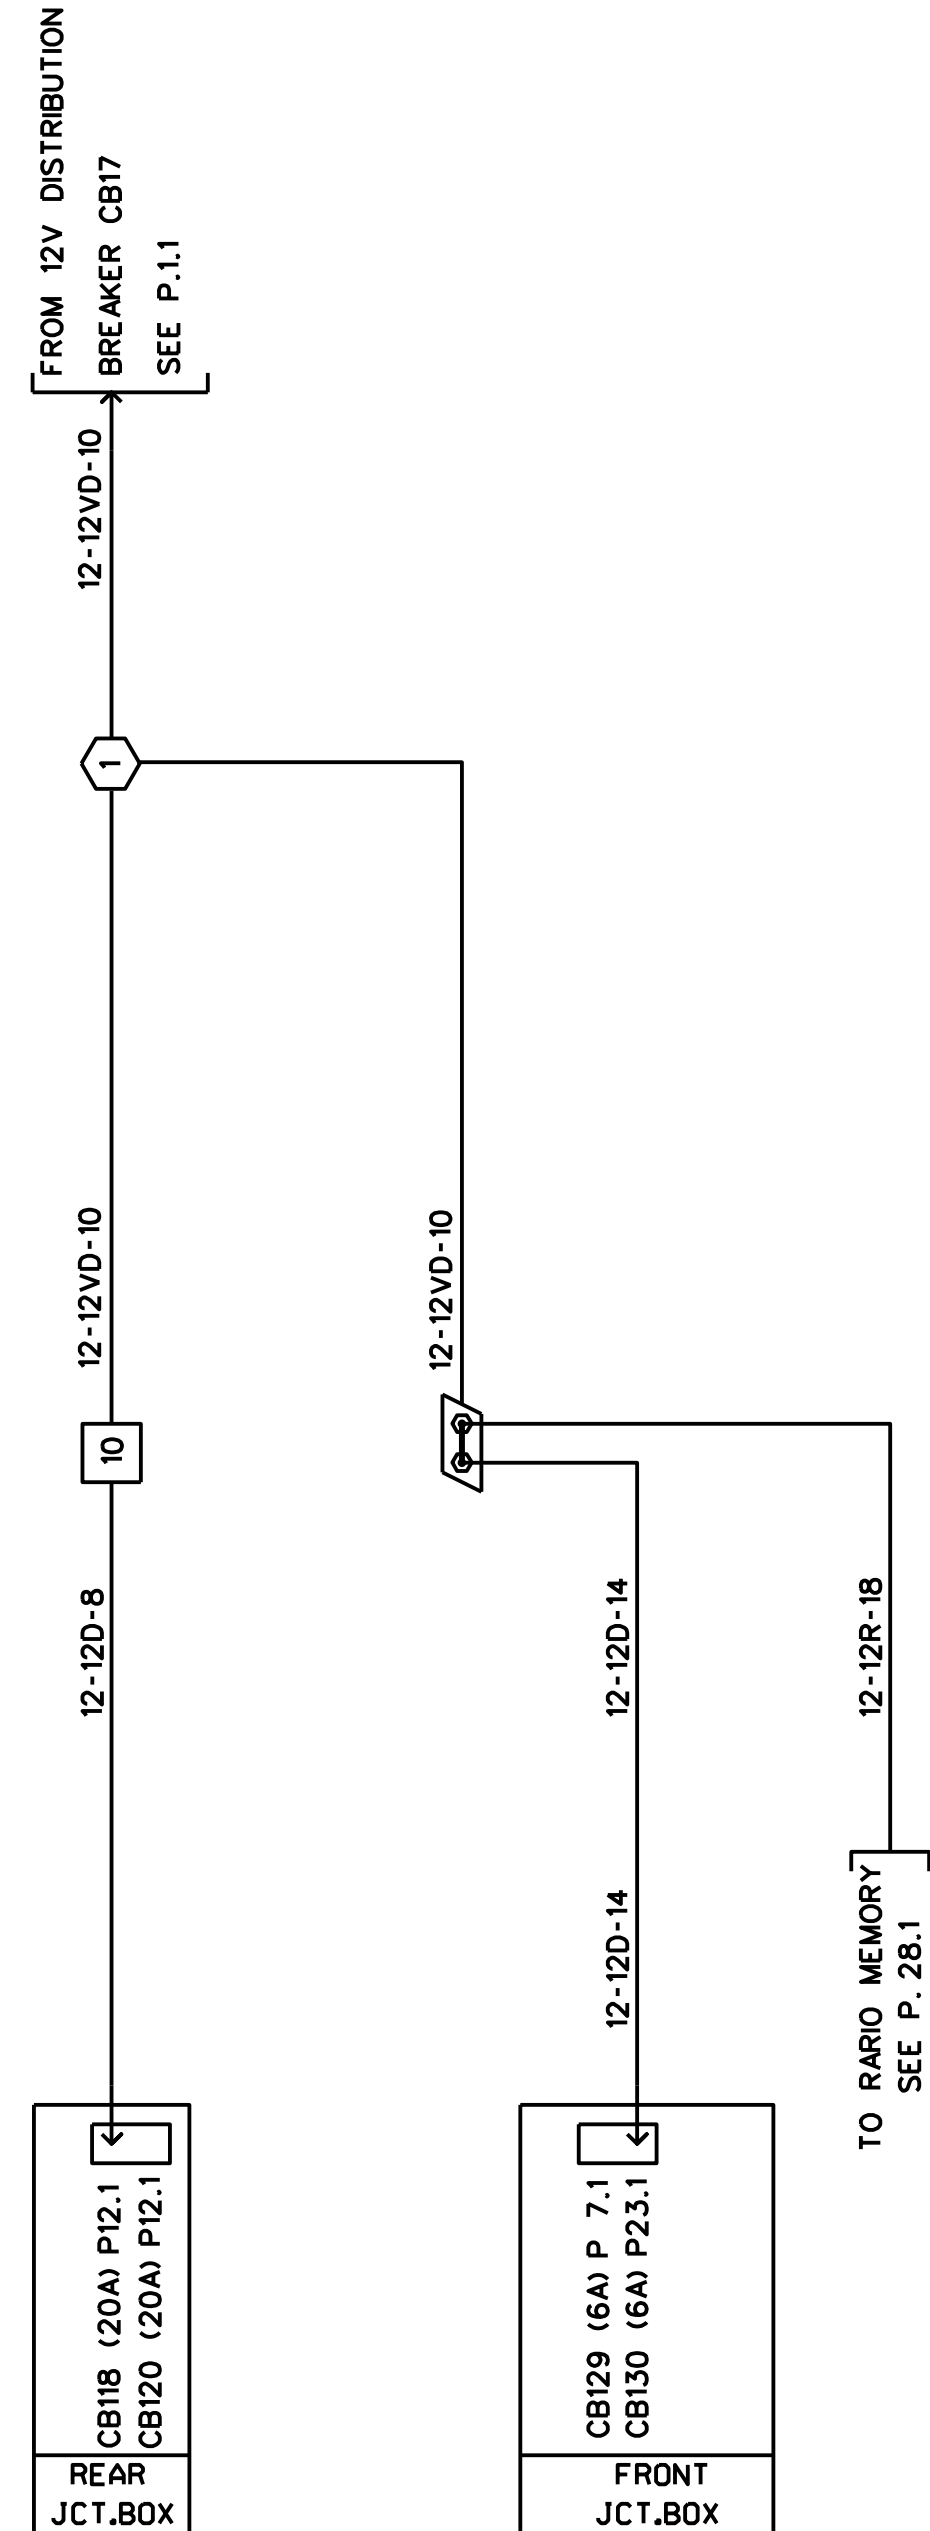 FROM 12V DISTRIBUTION
BREAKER CB17
SEE P.1.1
12-12VD-10
1
12-12VD-10
12-12VD-10
10
12-12D-8
12-12D-14
12-12R-18
12-12D-14
TO RARIO MEMORY
SEE P. 28.1
CB118 (20A) P12.1
CB120 (20A) P12.1
CB129 (6A) P 7.1
CB130 (6A) P23.1
REAR
JCT.BOX
FRONT
JCT.BOX